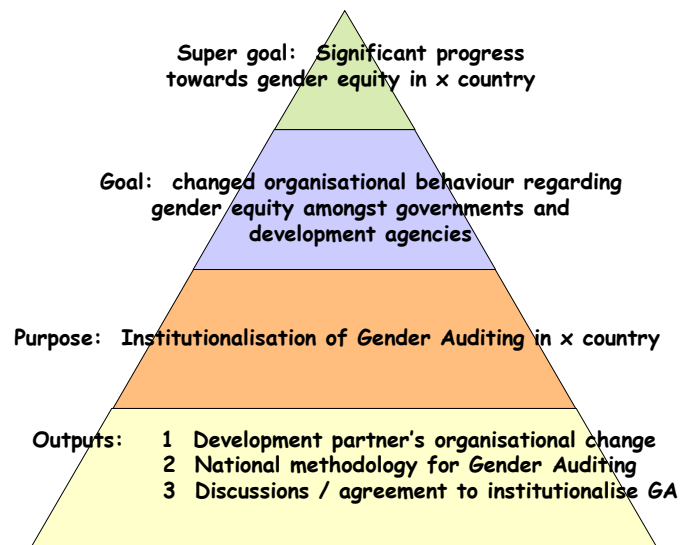 Super goal: Significant progress
towards gender equity in x country
Goal: changed organisational behaviour regarding
gender equity amongst governments and
development agencies
Purpose: Institutionalisation of Gender Auditing in x country
Outputs: 1 Development partner's organisational change
2 National methodology for Gender Auditing
3 Discussions / agreement to institutionalise GA